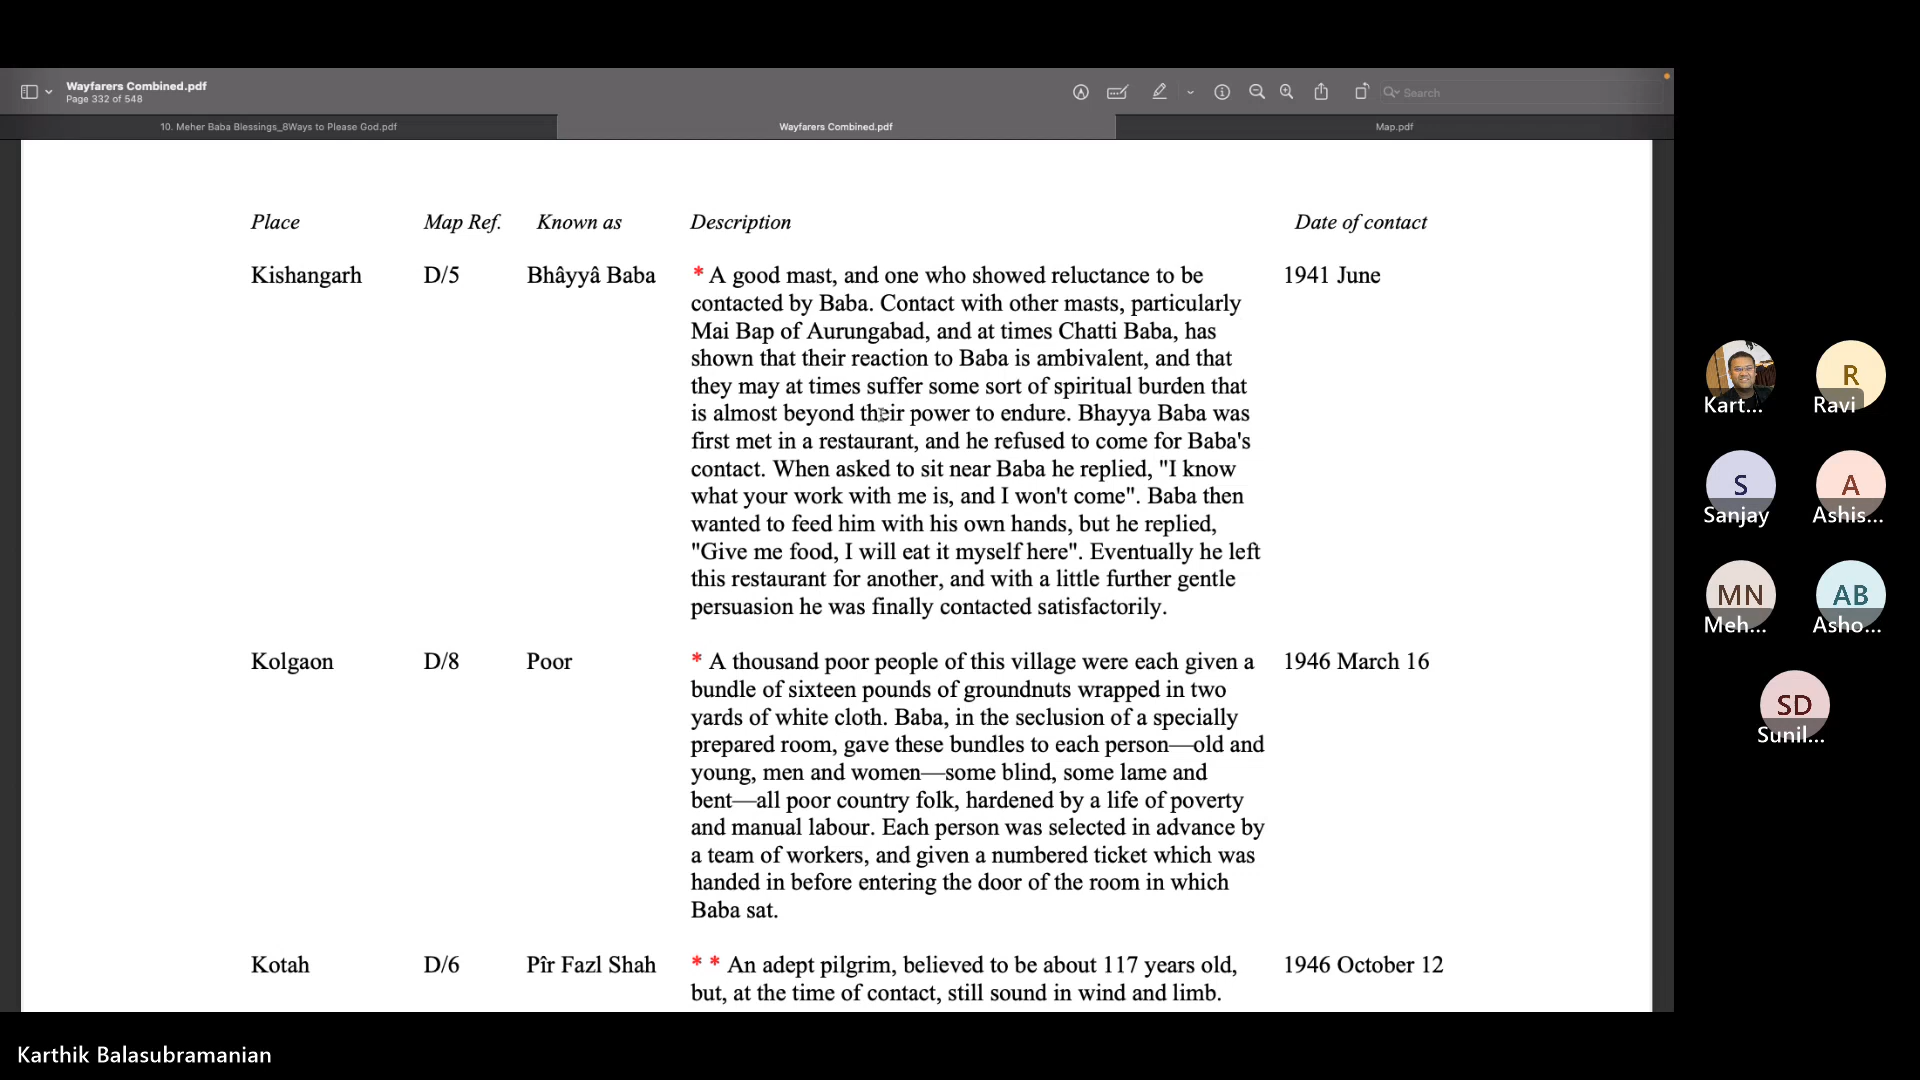 Wayfarers Combined.pdf
Page 332 of 548
Search
10. Meher Baba Blessings_8Ways to Please God.pdf
Wayfarers Combined.pdf
Map.pdf
Place Map Ref. Known as Description Date of contact
Kishangarh D/5 Bhâyyâ Baba * A good mast, and one who showed reluctance to be 1941 June
contacted by Baba. Contact with other masts, particularly
Mai Bap of Aurungabad, and at times Chatti Baba, has
shown that their reaction to Baba is ambivalent, and that
they may at times suffer some sort of spiritual burden that
is almost beyond their power to endure. Bhayya Baba was
first met in a restaurant, and he refused to come for Baba's
contact. When asked to sit near Baba he replied, "I know
what your work with me is, and I won't come". Baba then
wanted to feed him with his own hands, but he replied,
"Give me food, I will eat it myself here". Eventually he left
this restaurant for another, and with a little further gentle
persuasion he was finally contacted satisfactorily.
Kolgaon D/8 Poor * A thousand poor people of this village were each given a 1946 March 16
bundle of sixteen pounds of groundnuts wrapped in two
yards of white cloth. Baba, in the seclusion of a specially
prepared room, gave these bundles to each person—old and
young, men and women—some blind, some lame and
bent—all poor country folk, hardened by a life of poverty
and manual labour. Each person was selected in advance by
a team of workers, and given a numbered ticket which was
handed in before entering the door of the room in which
Baba sat.
Kotah D/6 Pîr Fazl Shah * * An adept pilgrim, believed to be about 117 years old, 1946 October 12
but, at the time of contact, still sound in wind and limb.
Kart...
R
Ravi
S
Sanjay
A
Ashis...
MN
Meh...
AB
Asho...
SD
Sunil...
Karthik Balasubramanian